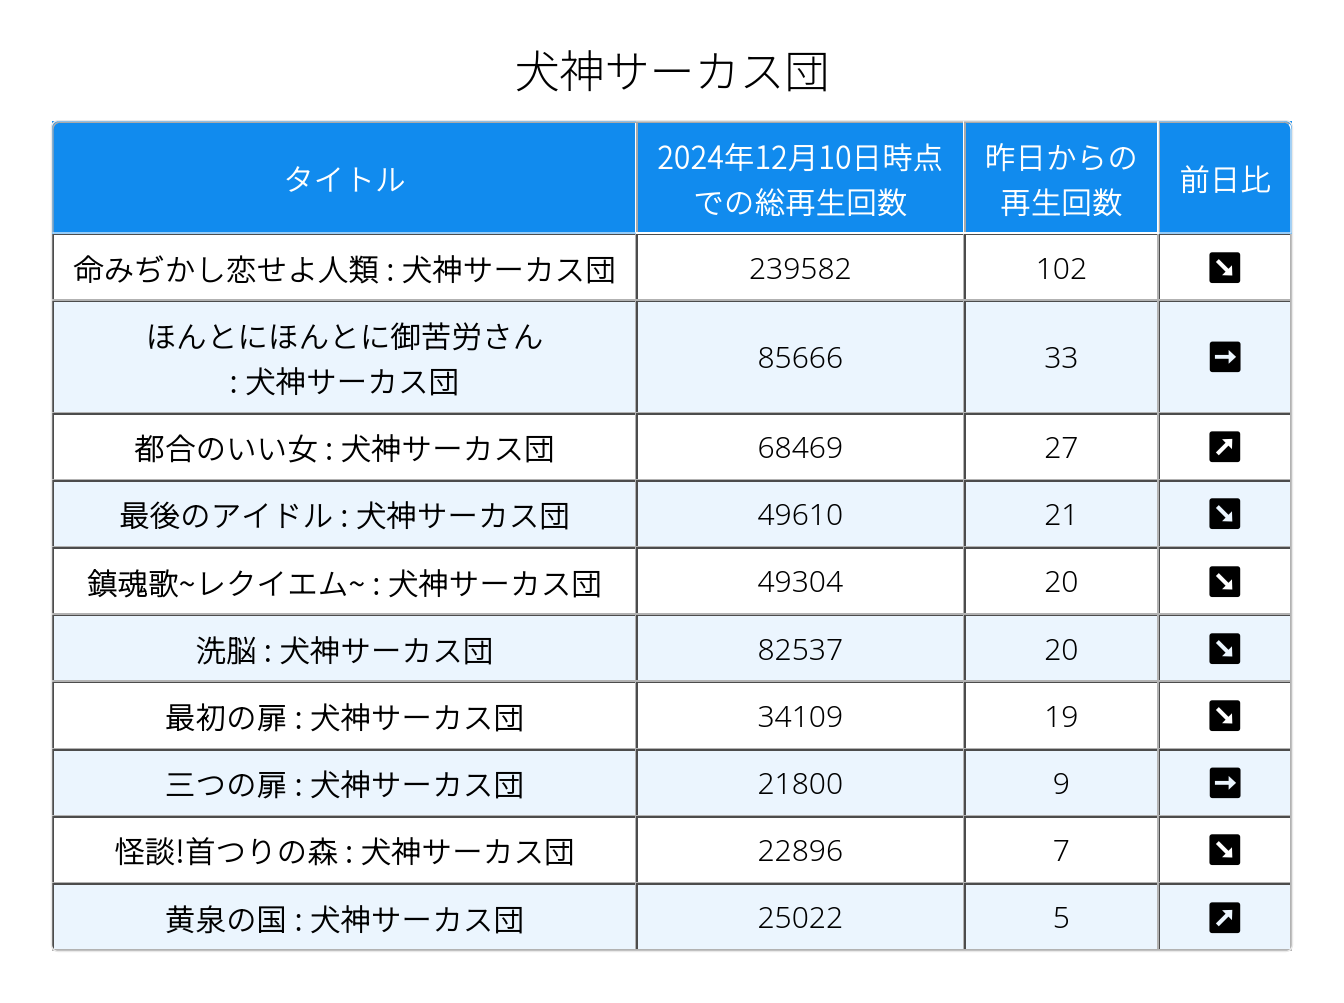 犬神サーカス団
タイトル
2024年12月10日時点
での総再生回数
昨日からの
再生回数
前日比
命みぢかし恋せよ人類 : 犬神サーカス団
239582
102
↘
ほんとにほんとに御苦労さん
: 犬神サーカス団
85666
33
→
都合のいい女 : 犬神サーカス団
68469
27
↗
最後のアイドル : 犬神サーカス団
49610
21
↘
鎮魂歌~レクイエム~ : 犬神サーカス団
49304
20
↘
洗脳 : 犬神サーカス団
82537
20
↘
最初の扉 : 犬神サーカス団
34109
19
↘
三つの扉 : 犬神サーカス団
21800
9
→
怪談!首つりの森 : 犬神サーカス団
22896
7
↘
黄泉の国 : 犬神サーカス団
25022
5
↗